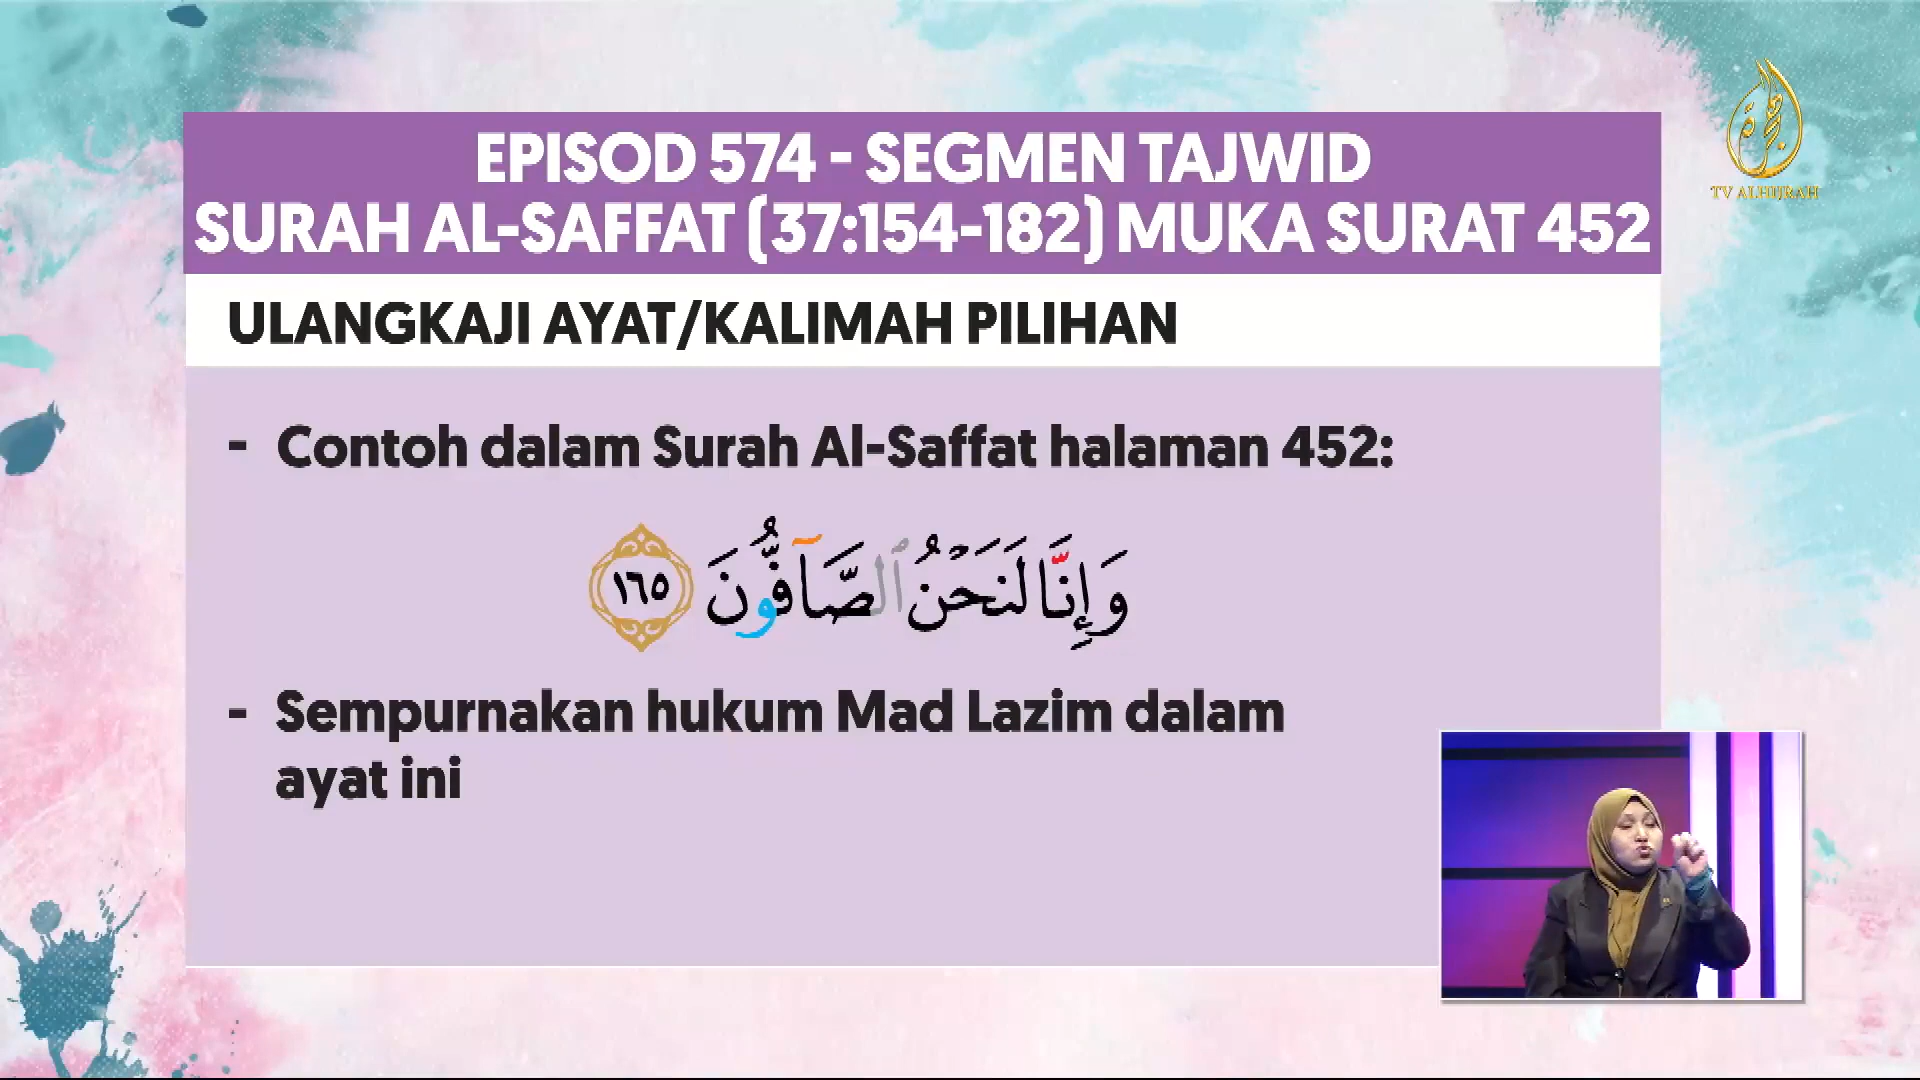 EPISOD 574 - SEGMEN TAJWID
SURAH AL-SAFFAT (37:154-182) MUKA SURAT 452
TV ALHIJRAH
ULANGKAJI AYAT/KALIMAH PILIHAN
- Contoh dalam Surah Al-Saffat halaman 452:
وَإِنَّا لَنَحْنُ ٱلصَّآفُّونَ ١٦٥
- Sempurnakan hukum Mad Lazim dalam
ayat ini